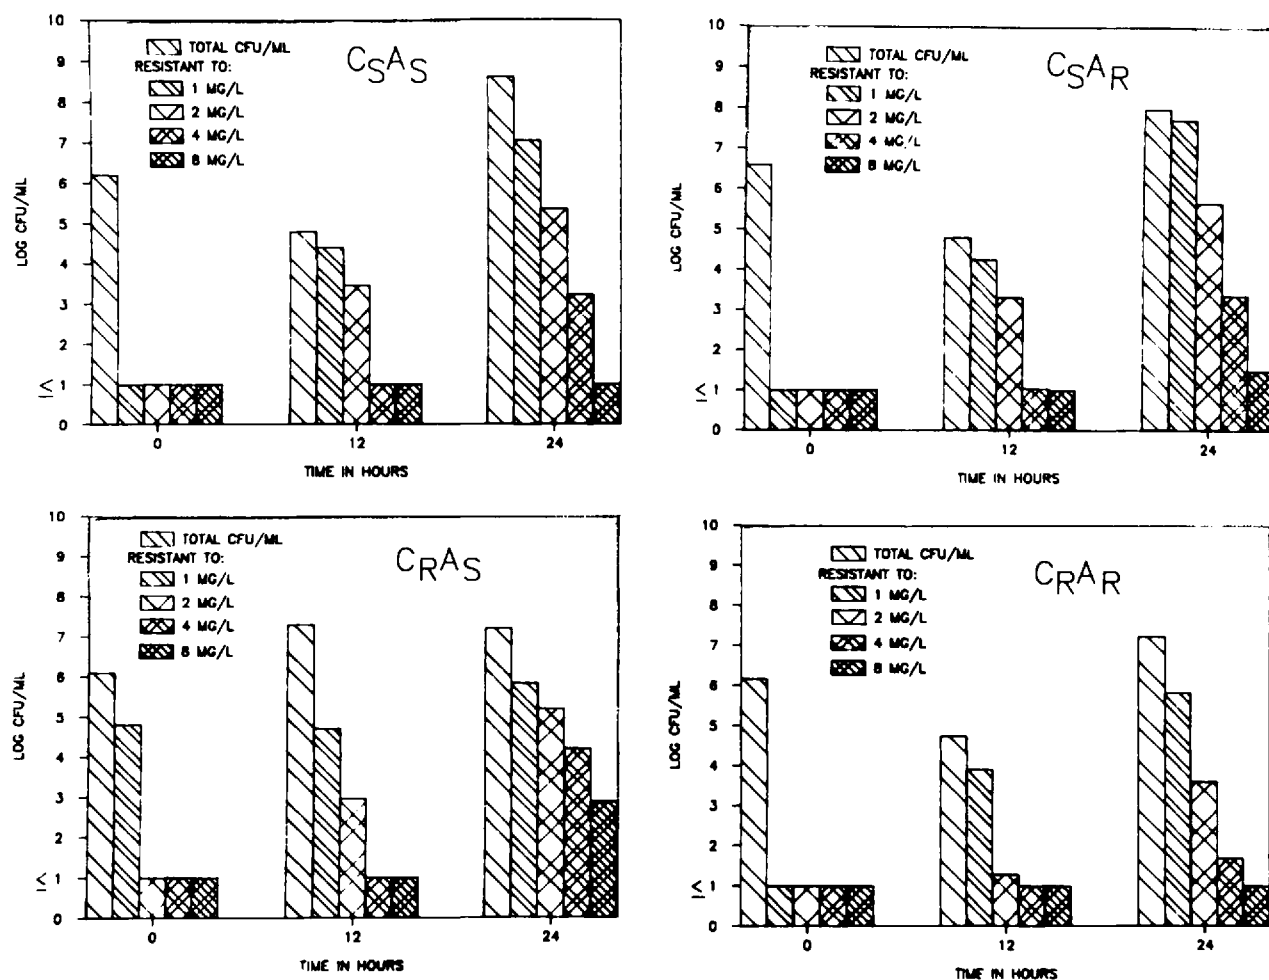 10
9
8
7
6
5
4
3
2
1
0
LOG CFU/ML
≤
TOTAL CFU/ML
RESISTANT TO:
1 MG/L
2 MG/L
4 MG/L
8 MG/L
CSAS
0
12
24
TIME IN HOURS
10
9
8
7
6
5
4
3
2
1
0
LOG CFU/ML
≤
TOTAL CFU/ML
RESISTANT TO:
1 MG/L
2 MG/L
4 MG/L
8 MG/L
CSAR
0
12
24
TIME IN HOURS
10
9
8
7
6
5
4
3
2
1
0
LOG CFU/ML
≤
TOTAL CFU/ML
RESISTANT TO:
1 MG/L
2 MG/L
4 MG/L
8 MG/L
CRAS
0
12
24
TIME IN HOURS
10
9
8
7
6
5
4
3
2
1
0
LOG CFU/ML
≤
TOTAL CFU/ML
RESISTANT TO:
1 MG/L
2 MG/L
4 MG/L
8 MG/L
CRAR
0
12
24
TIME IN HOURS